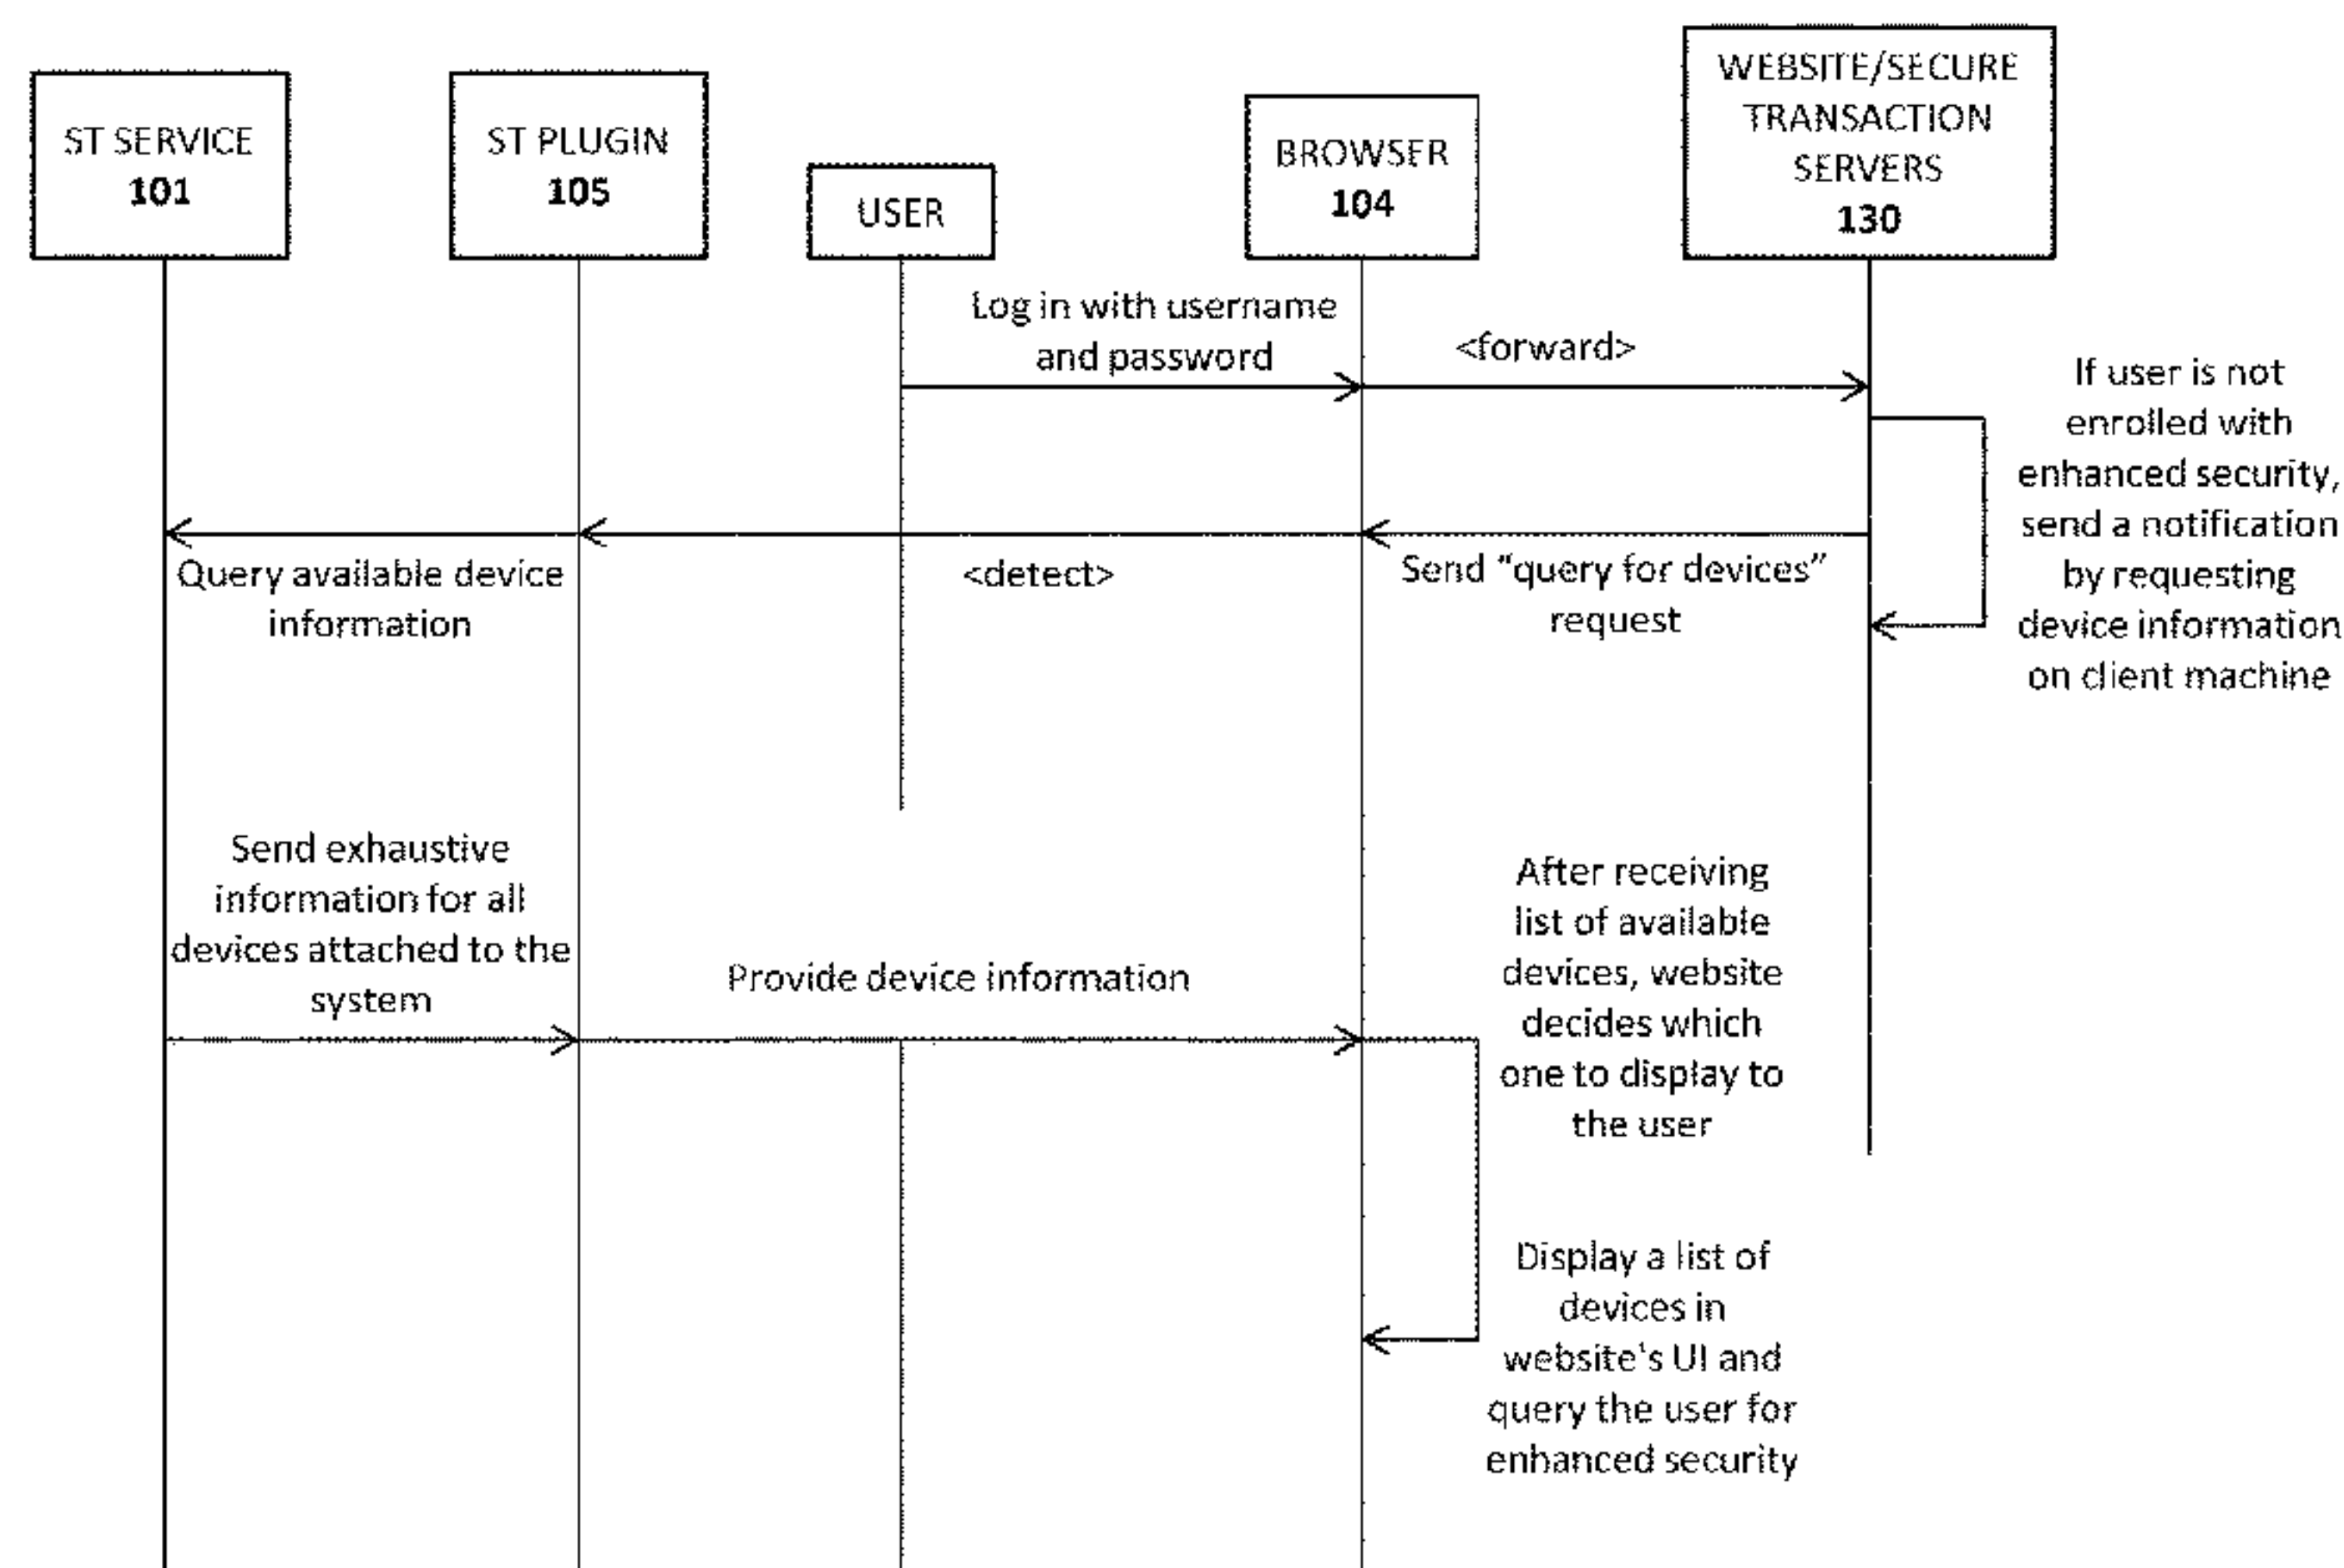 ST SERVICE
101
ST PLUGIN
105
USER
BROWSER
104
WEBSITE/SECURE
TRANSACTION
SERVERS
130
Log in with username
and password
<forward>
If user is not
enrolled with
enhanced security,
send a notification
by requesting
device information
on client machine
Query available device
information
<detect>
Send "query for devices"
request
Send exhaustive
information for all
devices attached to the
system
Provide device information
After receiving
list of available
devices, website
decides which
one to display to
the user
Display a list of
devices in
website's UI and
query the user for
enhanced security